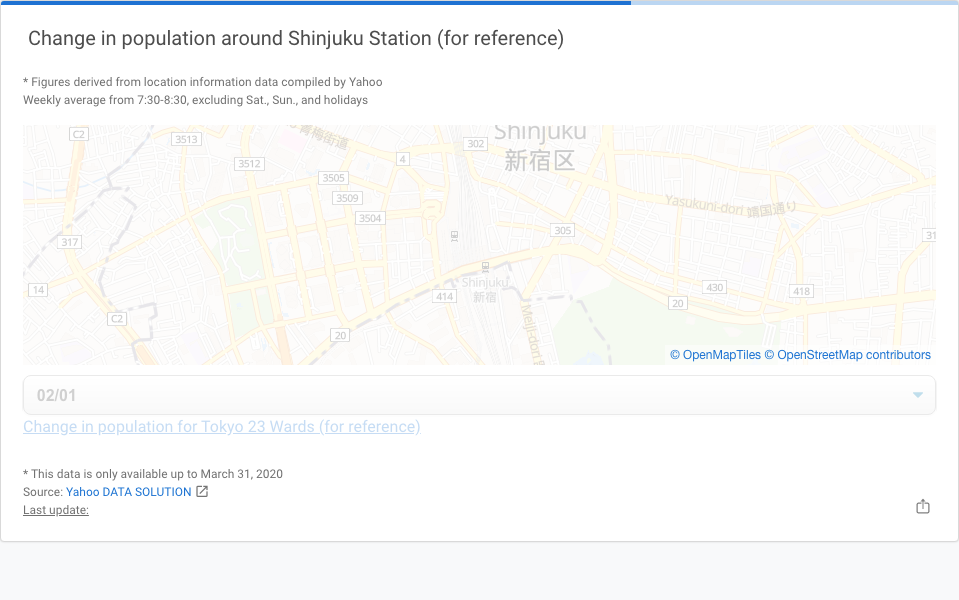 Change in population around Shinjuku Station (for reference)
* Figures derived from location information data compiled by Yahoo
Weekly average from 7:30-8:30, excluding Sat., Sun., and holidays
C2
3513
青梅街道
302
Shinjuku
新宿区
3512
4
3505
3509
3504
Yasukuni-dori 靖国通り
317
305
31
14
414
Shinjuku
新宿
20
430
418
C2
20
Meiji-dori
© OpenMapTiles © OpenStreetMap contributors
02/01
Change in population for Tokyo 23 Wards (for reference)
* This data is only available up to March 31, 2020
Source: Yahoo DATA SOLUTION
Last update: